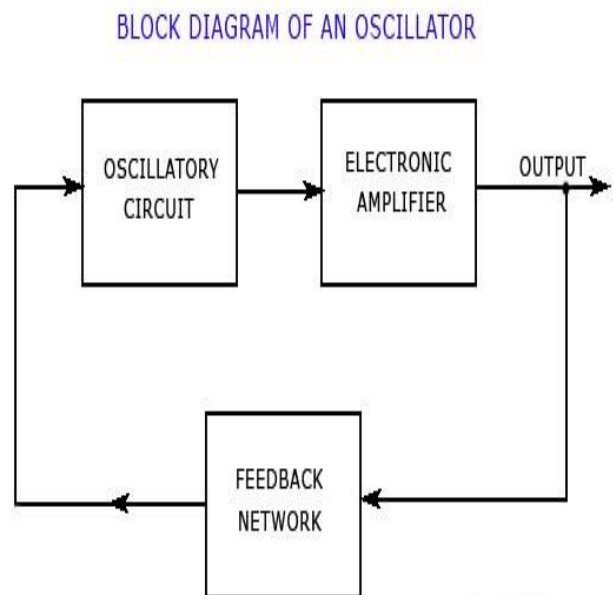 BLOCK DIAGRAM OF AN OSCILLATOR
OSCILLATORY
CIRCUIT
ELECTRONIC
AMPLIFIER
OUTPUT
FEEDBACK
NETWORK